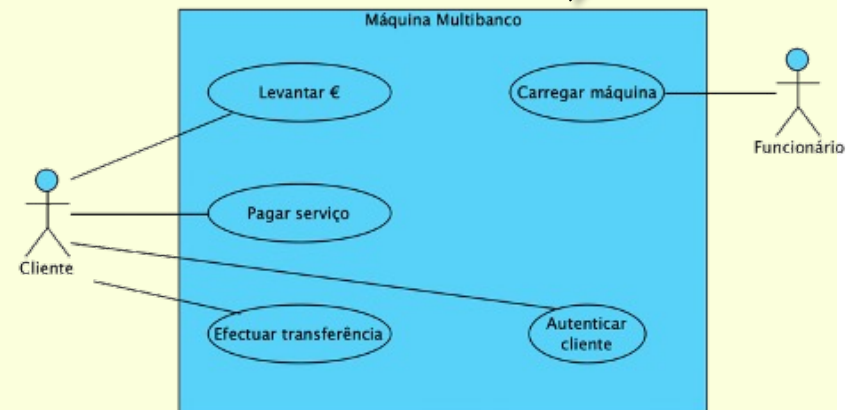 Máquina Multibanco
Levantar €
Carregar máquina
Funcionário
Pagar serviço
Cliente
Efectuar transferência
Autenticar
cliente